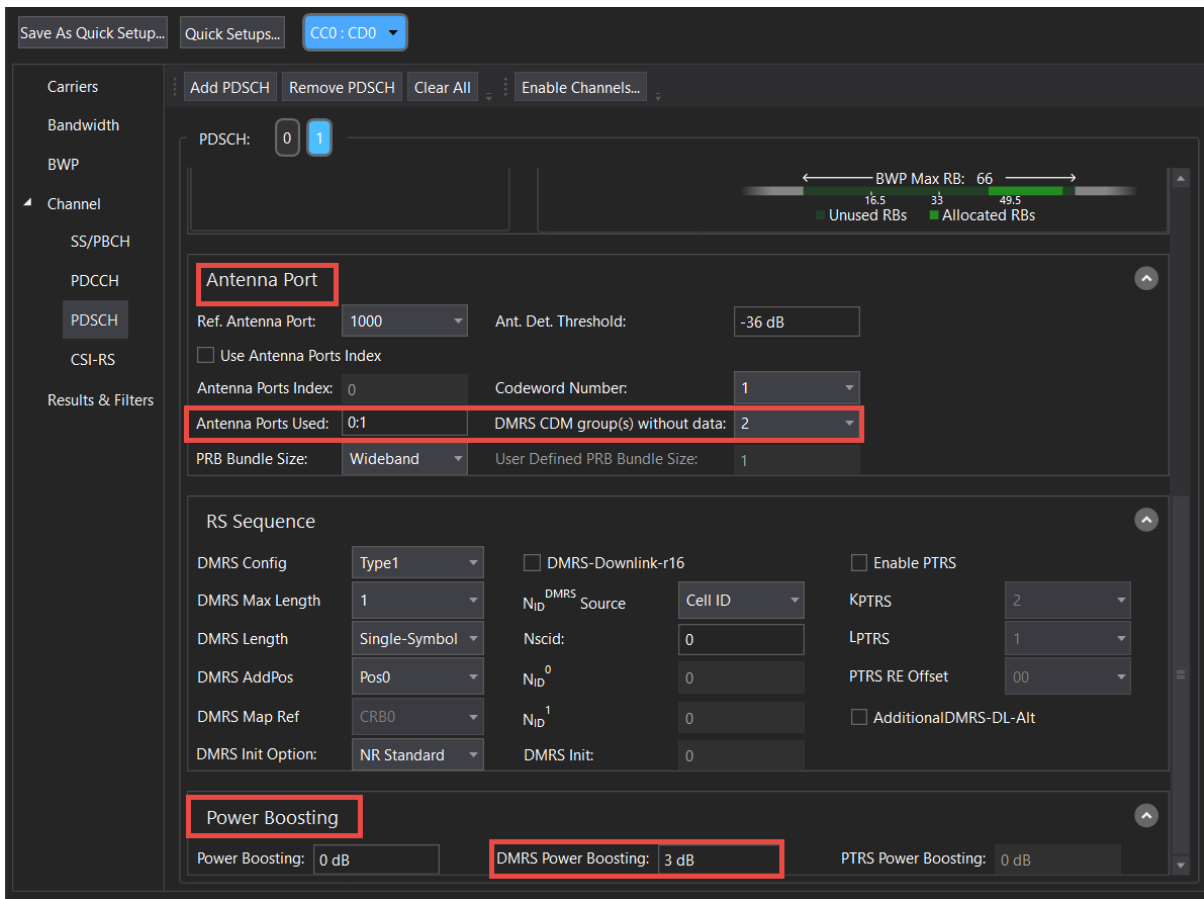 Save As Quick Setup... Quick Setups... CC0 : CD0
Carriers
Bandwidth
BWP
Channel
SS/PBCH
PDCCH
PDSCH
CSI-RS
Results & Filters
Add PDSCH Remove PDSCH Clear All Enable Channels...
PDSCH: 0 1
BWP Max RB: 66
16.5 33 49.5
Unused RBs Allocated RBs
Antenna Port
Ref. Antenna Port: 1000 Ant. Det. Threshold: -36 dB
Use Antenna Ports Index
Antenna Ports Index: 0 Codeword Number: 1
Antenna Ports Used: 0:1 DMRS CDM group(s) without data: 2
PRB Bundle Size: Wideband User Defined PRB Bundle Size: 1
RS Sequence
DMRS Config Type1 DMRS-Downlink-r16 Enable PTRS
DMRS Max Length 1 NID DMRS Source Cell ID KPTRS 2
DMRS Length Single-Symbol Nscid: 0 LPTRS 1
DMRS AddPos Pos0 NID 0 0 PTRS RE Offset 00
DMRS Map Ref CRB0 NID 1 0 AdditionalDMRS-DL-Alt
DMRS Init Option: NR Standard DMRS Init: 0
Power Boosting
Power Boosting: 0 dB DMRS Power Boosting: 3 dB PTRS Power Boosting: 0 dB